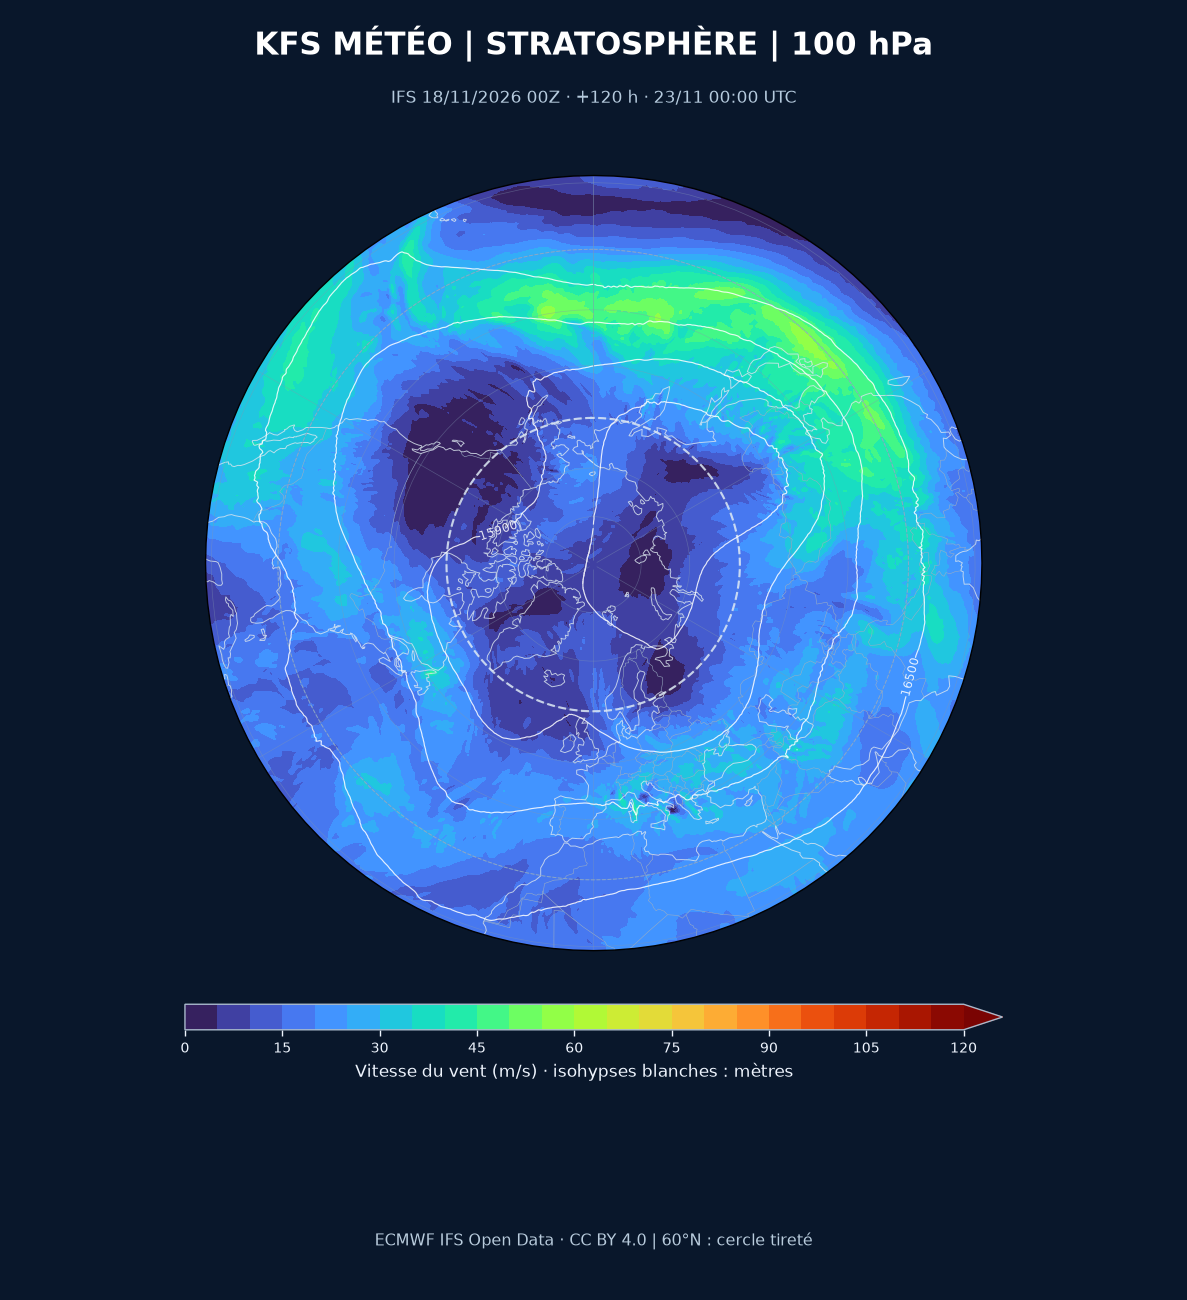 KFS MÉTÉO | STRATOSPHÈRE | 100 hPa
IFS 18/11/2026 00Z · +120 h · 23/11 00:00 UTC
15900
16500
0 15 30 45 60 75 90 105 120
Vitesse du vent (m/s) · isohypses blanches : mètres
ECMWF IFS Open Data · CC BY 4.0 | 60°N : cercle tireté